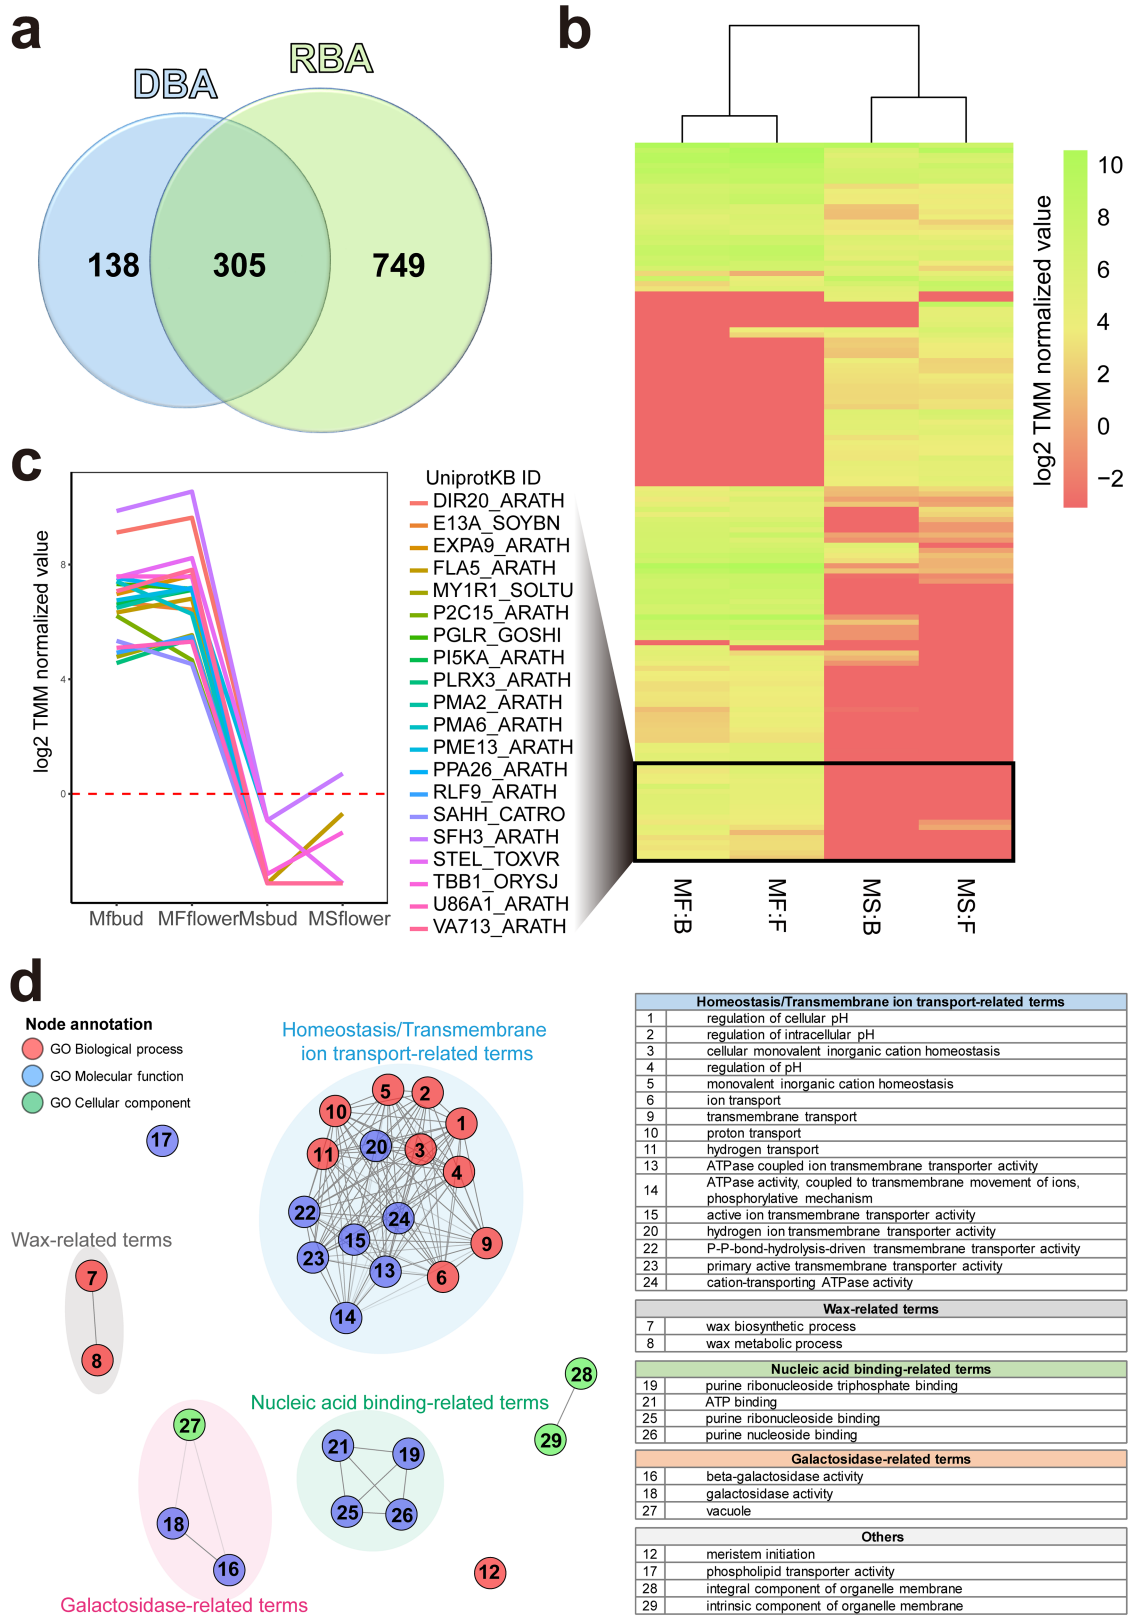 a
DBA
RBA
138
305
749
b
10
8
6
4
2
0
−2
log2 TMM normalized value
MF:B
MF:F
MS:B
MS:F
c
log2 TMM normalized value
8
4
0
Mfbud
MFflower
Msbud
MSflower
UniprotKB ID
DIR20_ARATH
E13A_SOYBN
EXPA9_ARATH
FLA5_ARATH
MY1R1_SOLTU
P2C15_ARATH
PGLR_GOSHI
PI5KA_ARATH
PLRX3_ARATH
PMA2_ARATH
PMA6_ARATH
PME13_ARATH
PPA26_ARATH
RLF9_ARATH
SAHH_CATRO
SFH3_ARATH
STEL_TOXVR
TBB1_ORYSJ
U86A1_ARATH
VA713_ARATH
d
Node annotation
GO Biological process
GO Molecular function
GO Cellular component
Homeostasis/Transmembrane
ion transport-related terms
5
2
10
1
20
3
11
4
22
24
15
9
23
13
6
14
17
Wax-related terms
7
8
27
18
16
Galactosidase-related terms
Nucleic acid binding-related terms
21
19
25
26
28
29
12
Homeostasis/Transmembrane ion transport-related terms
1 regulation of cellular pH
2 regulation of intracellular pH
3 cellular monovalent inorganic cation homeostasis
4 regulation of pH
5 monovalent inorganic cation homeostasis
6 ion transport
9 transmembrane transport
10 proton transport
11 hydrogen transport
13 ATPase coupled ion transmembrane transporter activity
14 ATPase activity, coupled to transmembrane movement of ions,
phosphorylative mechanism
15 active ion transmembrane transporter activity
20 hydrogen ion transmembrane transporter activity
22 P-P-bond-hydrolysis-driven transmembrane transporter activity
23 primary active transmembrane transporter activity
24 cation-transporting ATPase activity
Wax-related terms
7 wax biosynthetic process
8 wax metabolic process
Nucleic acid binding-related terms
19 purine ribonucleoside triphosphate binding
21 ATP binding
25 purine ribonucleoside binding
26 purine nucleoside binding
Galactosidase-related terms
16 beta-galactosidase activity
18 galactosidase activity
27 vacuole
Others
12 meristem initiation
17 phospholipid transporter activity
28 integral component of organelle membrane
29 intrinsic component of organelle membrane